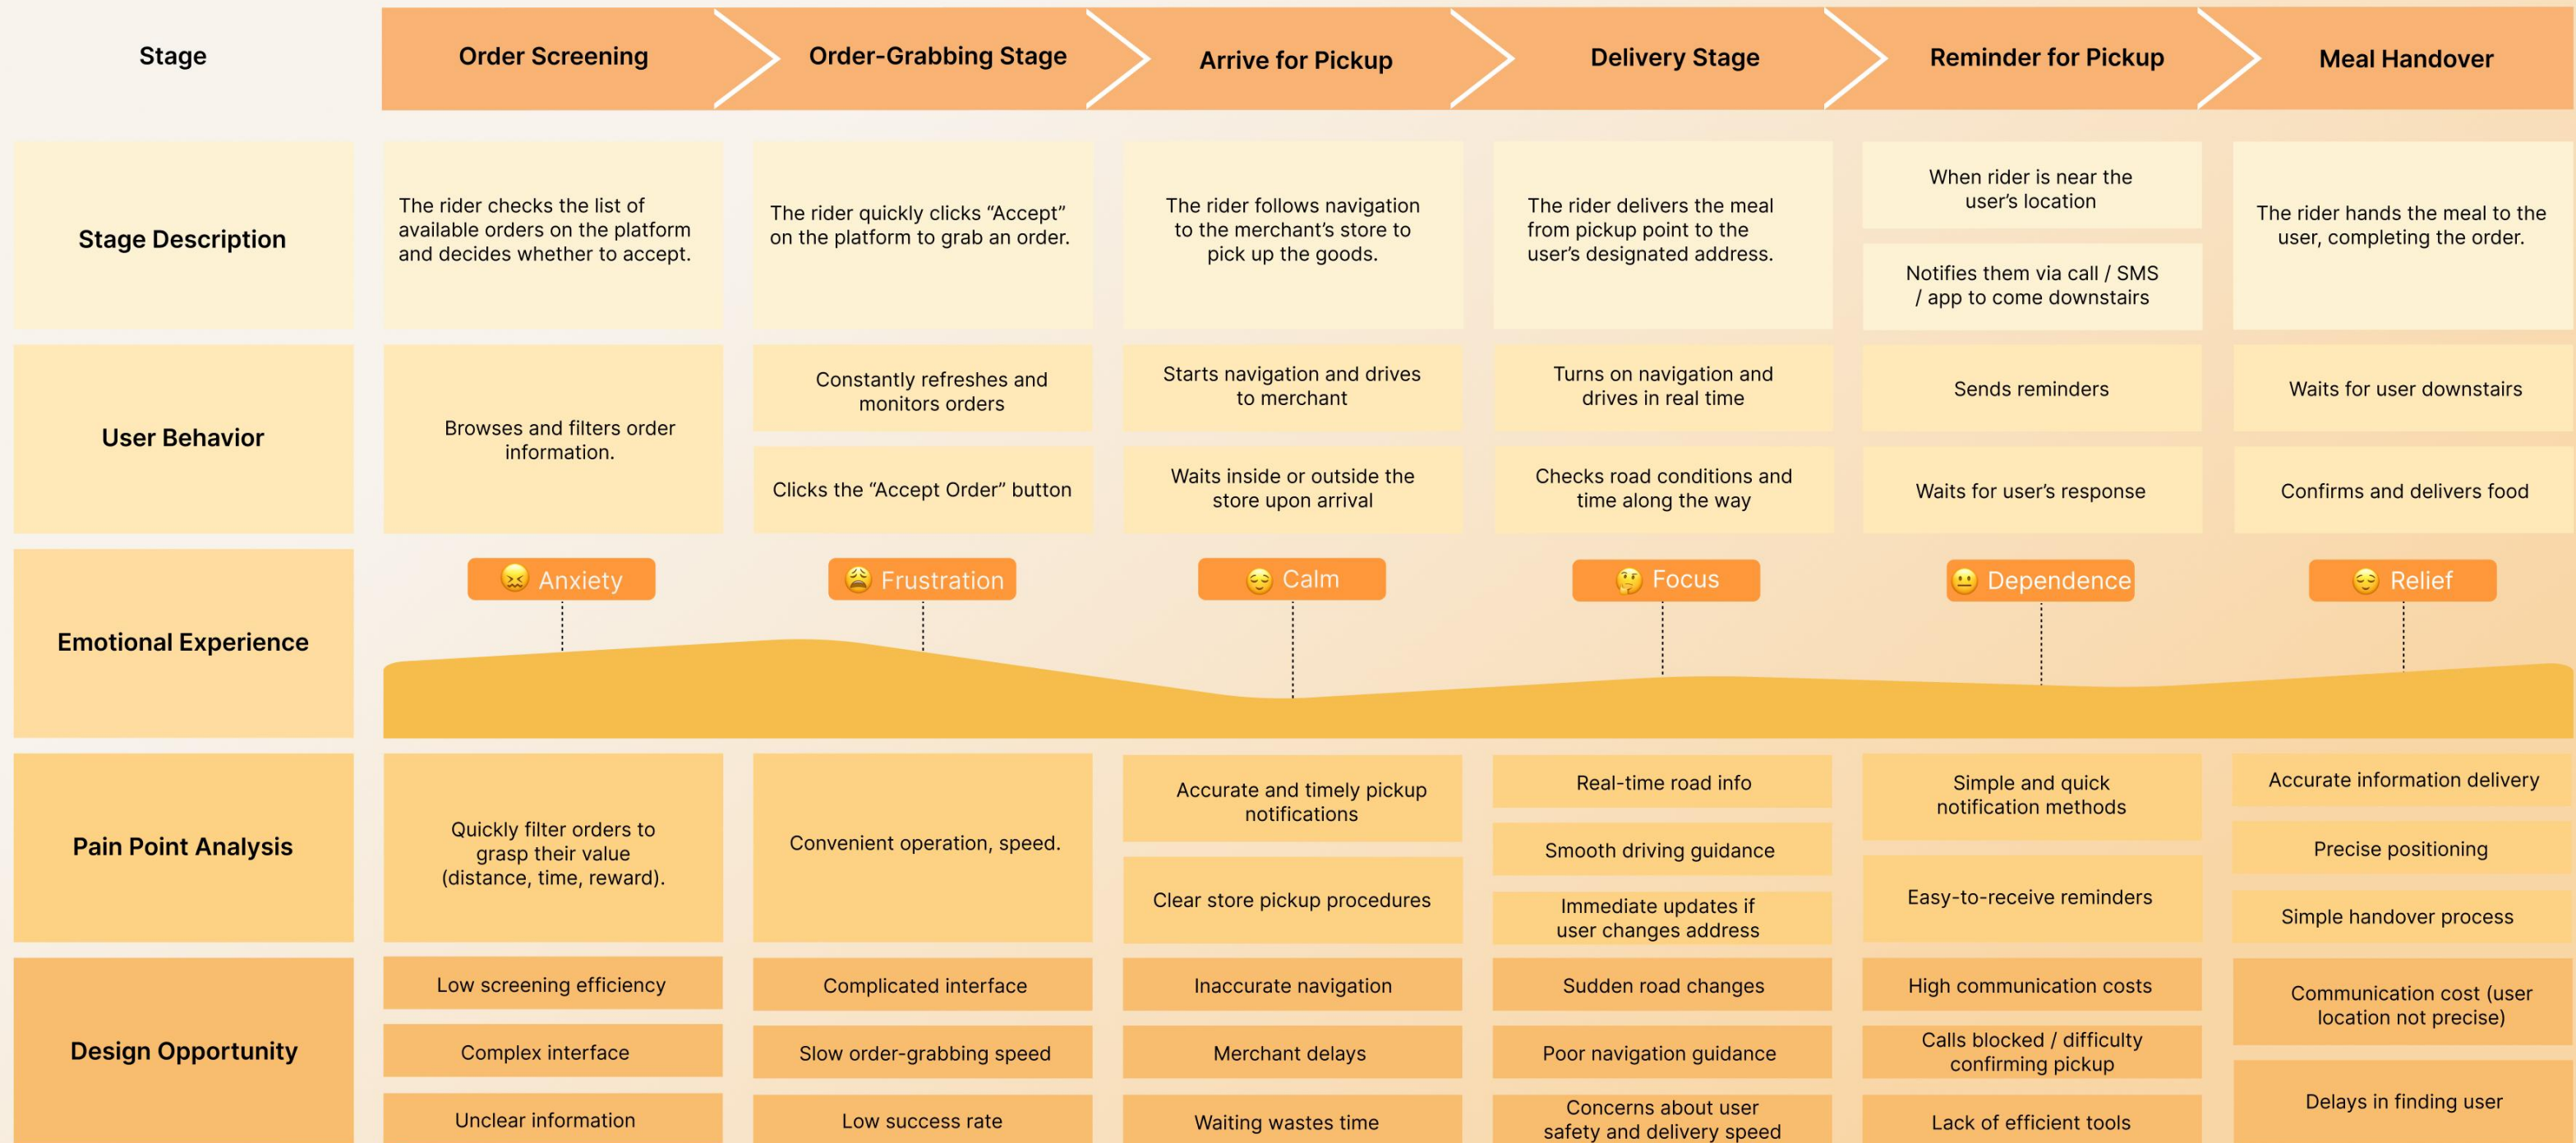 Stage
Order Screening
Order-Grabbing Stage
Arrive for Pickup
Delivery Stage
Reminder for Pickup
Meal Handover
Stage Description
The rider checks the list of
available orders on the platform
and decides whether to accept.
The rider quickly clicks “Accept”
on the platform to grab an order.
The rider follows navigation
to the merchant’s store to
pick up the goods.
The rider delivers the meal
from pickup point to the
user’s designated address.
When rider is near the
user’s location
Notifies them via call / SMS
/ app to come downstairs
The rider hands the meal to the
user, completing the order.
User Behavior
Browses and filters order
information.
Constantly refreshes and
monitors orders
Clicks the “Accept Order” button
Starts navigation and drives
to merchant
Waits inside or outside the
store upon arrival
Turns on navigation and
drives in real time
Checks road conditions and
time along the way
Sends reminders
Waits for user’s response
Waits for user downstairs
Confirms and delivers food
Emotional Experience
Anxiety
Frustration
Calm
Focus
Dependence
Relief
Pain Point Analysis
Quickly filter orders to
grasp their value
(distance, time, reward).
Convenient operation, speed.
Accurate and timely pickup
notifications
Clear store pickup procedures
Real-time road info
Smooth driving guidance
Immediate updates if
user changes address
Simple and quick
notification methods
Easy-to-receive reminders
Accurate information delivery
Precise positioning
Simple handover process
Design Opportunity
Low screening efficiency
Complex interface
Unclear information
Complicated interface
Slow order-grabbing speed
Low success rate
Inaccurate navigation
Merchant delays
Waiting wastes time
Sudden road changes
Poor navigation guidance
Concerns about user
safety and delivery speed
High communication costs
Calls blocked / difficulty
confirming pickup
Lack of efficient tools
Communication cost (user
location not precise)
Delays in finding user